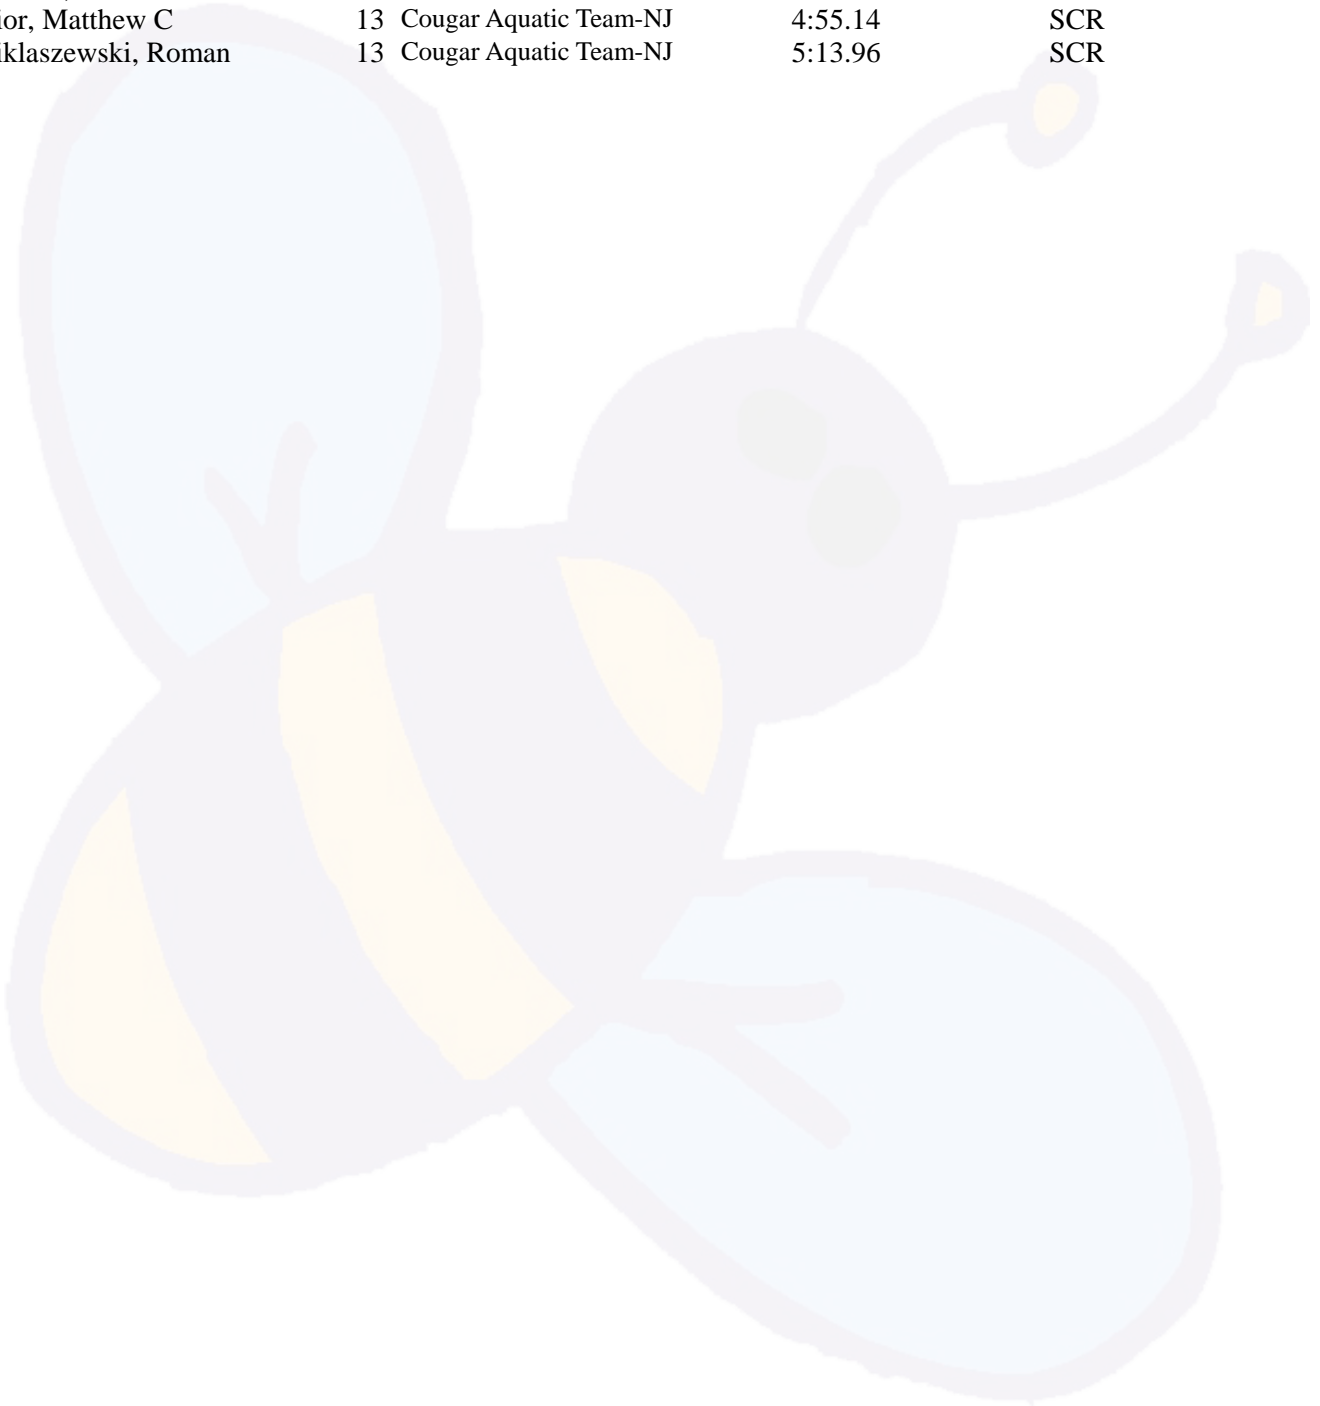 ior, Matthew C 13 Cougar Aquatic Team-NJ 4:55.14 SCR
iklaszewski, Roman 13 Cougar Aquatic Team-NJ 5:13.96 SCR